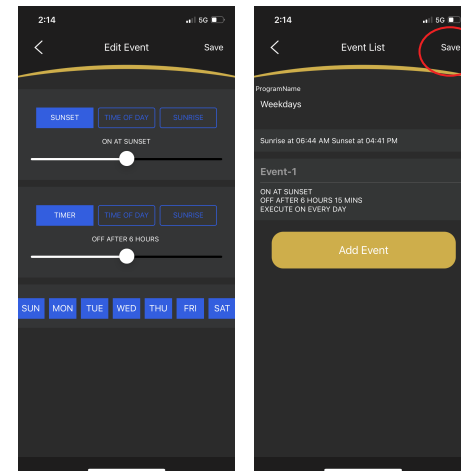 2:14
5G
Edit Event
Save
SUNSET
TIME OF DAY
SUNRISE
ON AT SUNSET
TIMER
TIME OF DAY
SUNRISE
OFF AFTER 6 HOURS
SUN MON TUE WED THU FRI SAT
2:14
5G
Event List
Save
ProgramName
Weekdays
Sunrise at 06:44 AM Sunset at 04:41 PM
Event-1
ON AT SUNSET
OFF AFTER 6 HOURS 15 MINS
EXECUTE ON EVERY DAY
Add Event